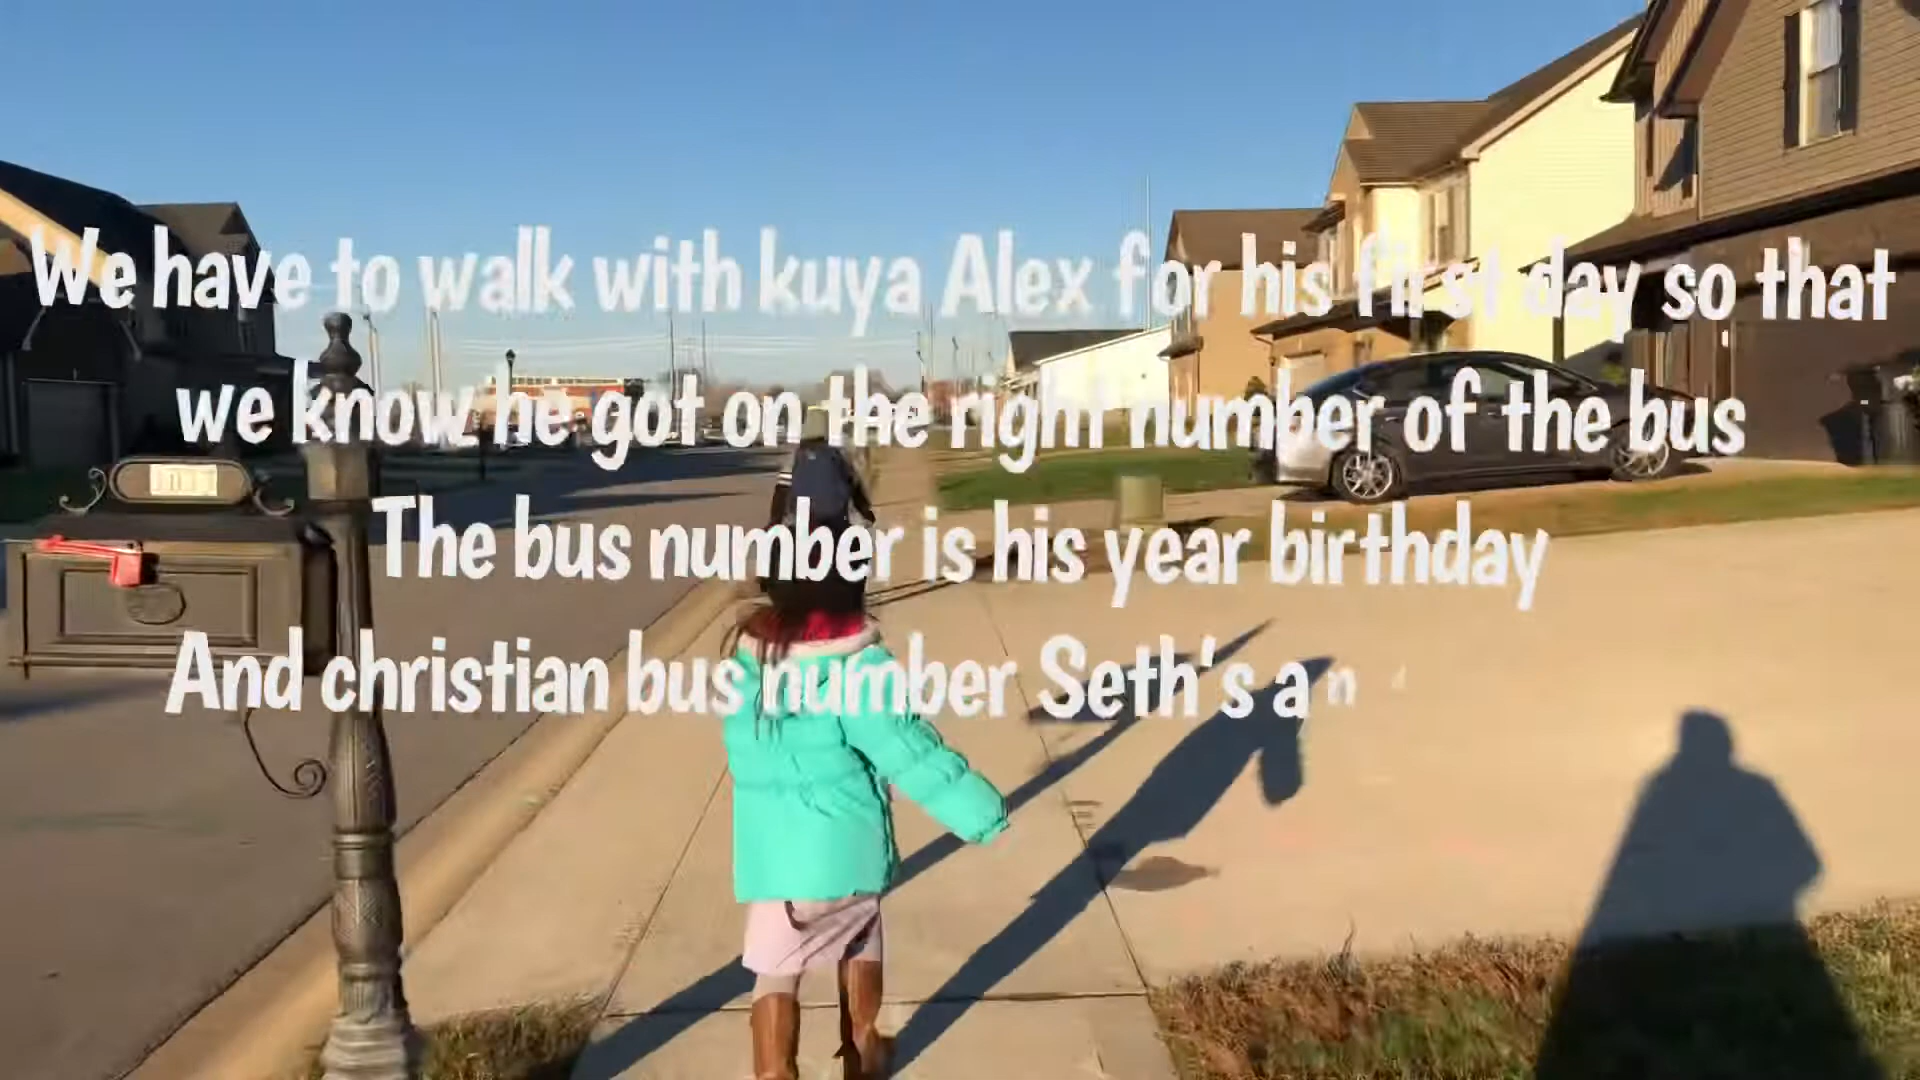 We have to walk with kuya Alex for his first day so that
we know he got on the right number of the bus
The bus number is his year birthday
And christian bus number Seth's an